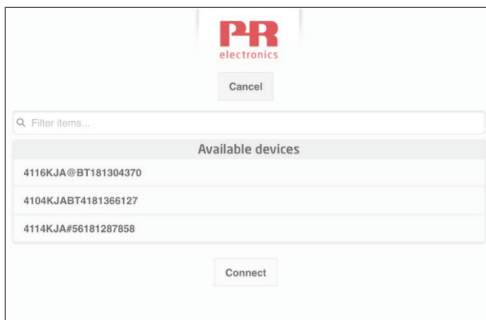 PR
electronics
Cancel
Filter items...
Available devices
4116KJA@BT181304370
4104KJABT4181366127
4114KJA#56181287858
Connect